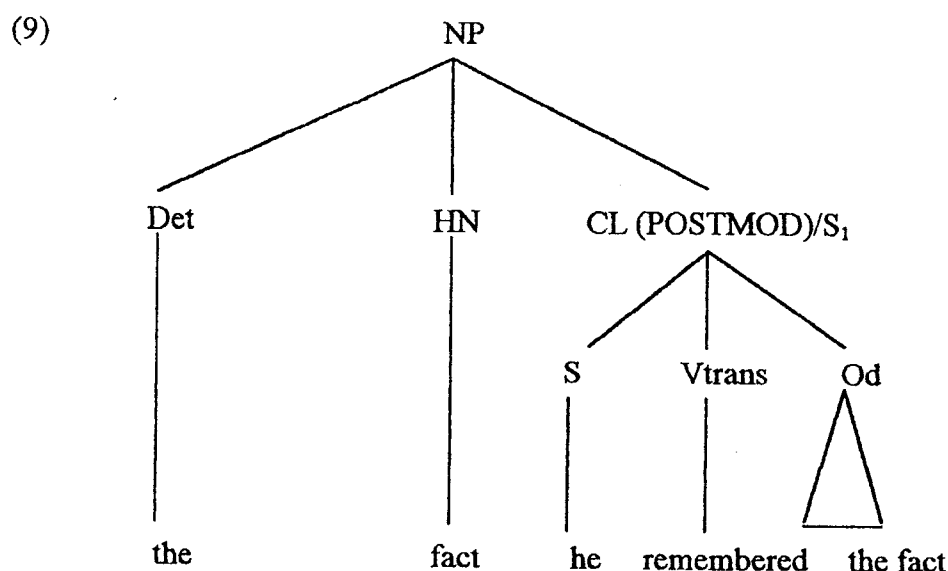 (9)
NP
Det HN CL (POSTMOD)/S₁
S Vtrans Od
the fact he remembered the fact